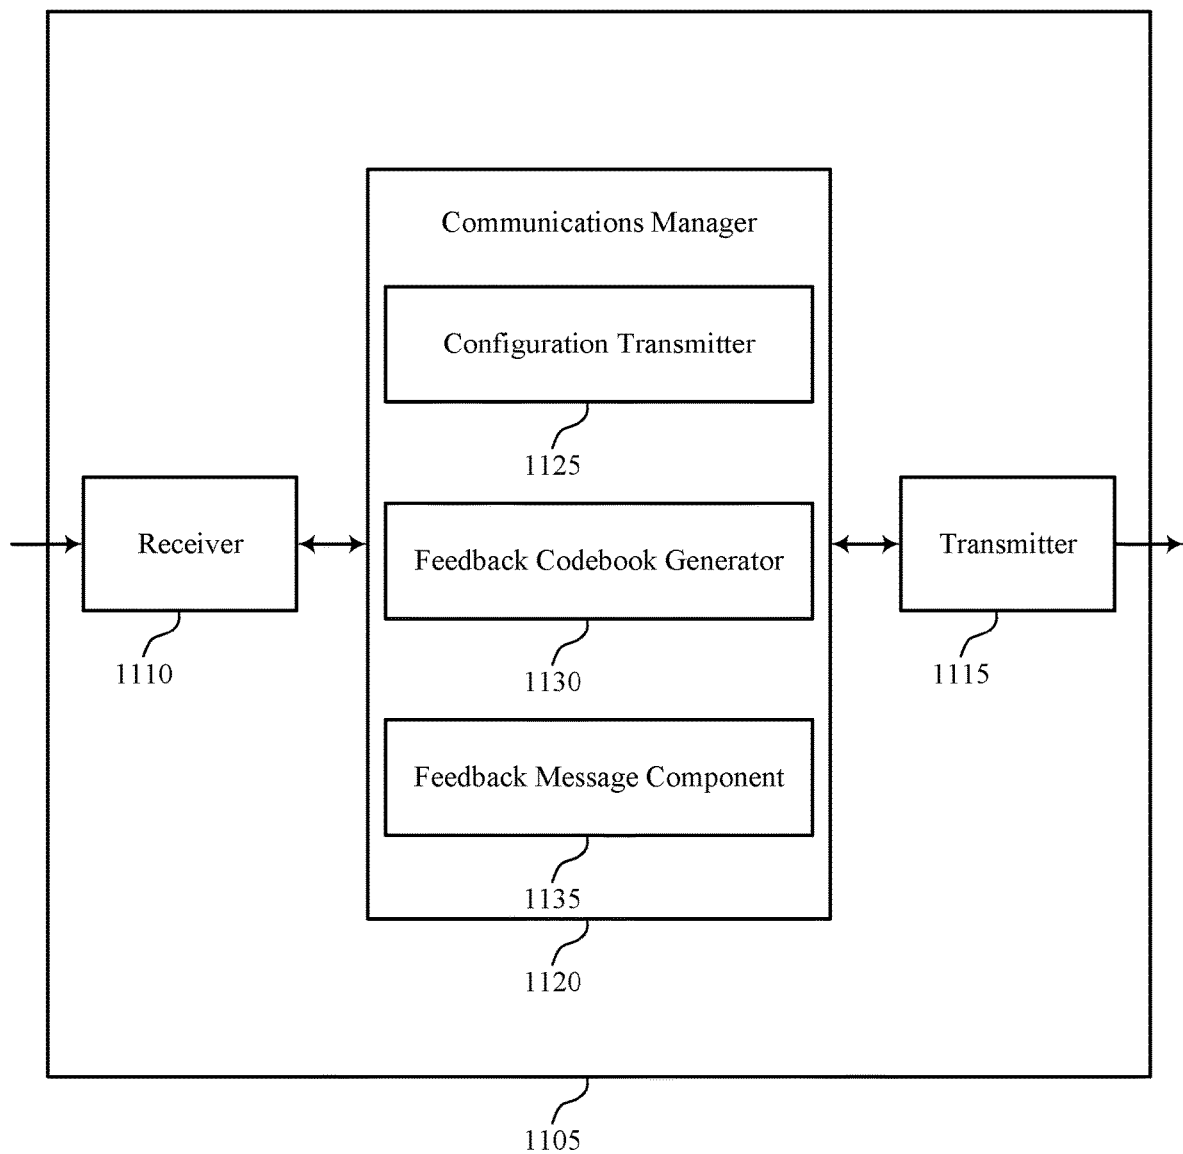 Communications Manager
Configuration Transmitter
1125
Receiver
1110
Feedback Codebook Generator
1130
Transmitter
1115
Feedback Message Component
1135
1120
1105